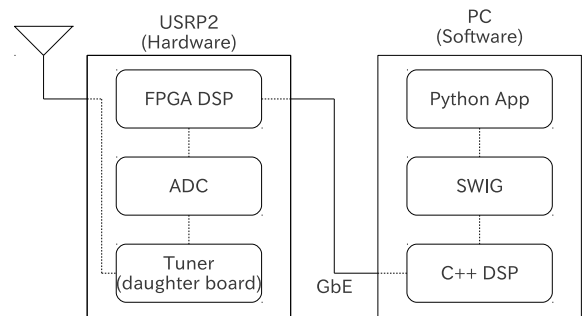 USRP2
(Hardware)
FPGA DSP
ADC
Tuner
(daughter board)
GbE
PC
(Software)
Python App
SWIG
C++ DSP